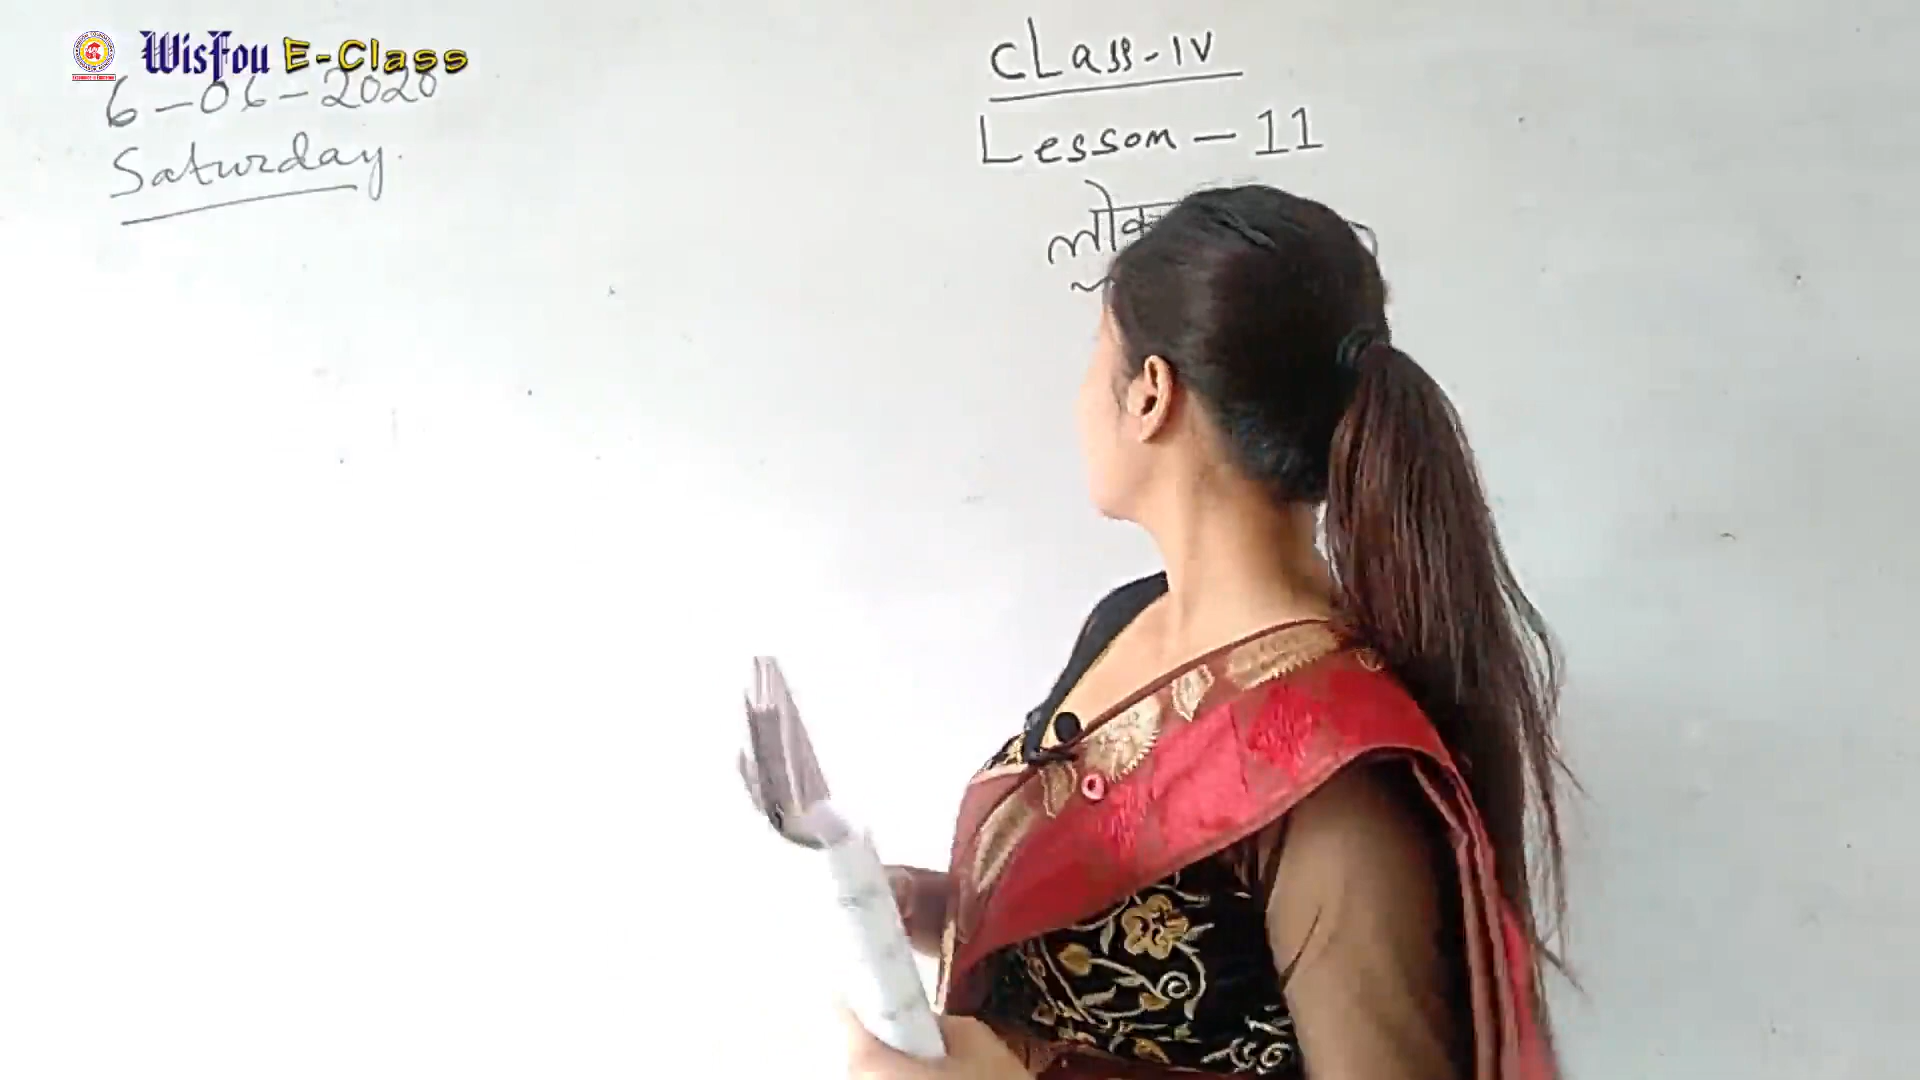 WisFou E-Class
6-06-2020
Saturday.
CLass-IV
Lesson-11